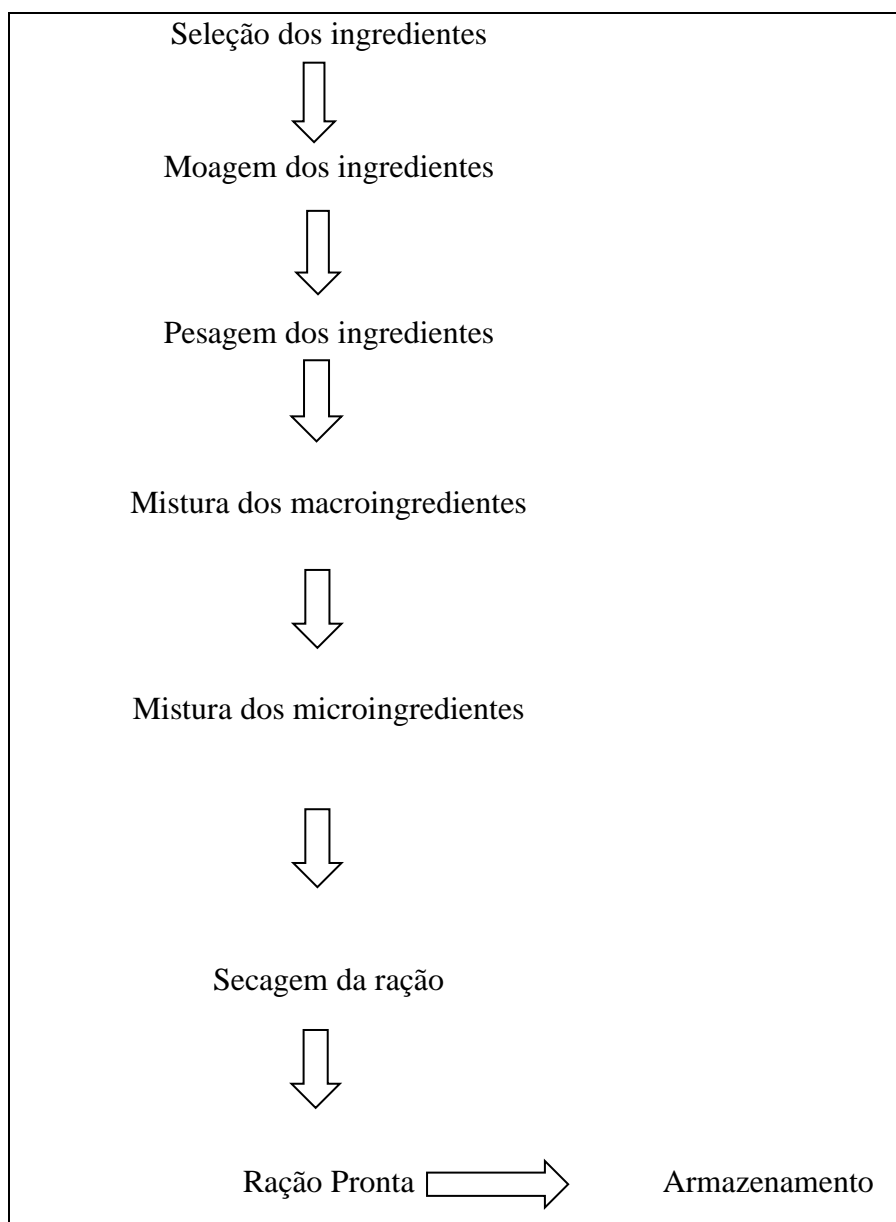 Seleção dos ingredientes
Moagem dos ingredientes
Pesagem dos ingredientes
Mistura dos macroingredientes
Mistura dos microingredientes
Secagem da ração
Ração Pronta Armazenamento